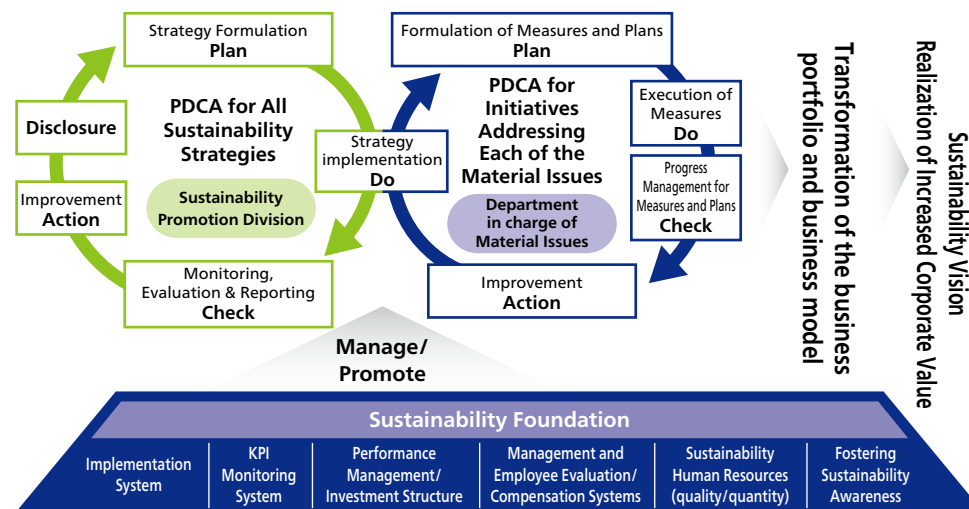 Strategy Formulation
Plan
Disclosure
PDCA for All
Sustainability
Strategies
Improvement
Action
Sustainability
Promotion Division
Monitoring,
Evaluation & Reporting
Check
Strategy
implementation
Do
Formulation of Measures and Plans
Plan
PDCA for
Initiatives
Addressing
Each of the
Material Issues
Execution of
Measures
Do
Progress
Management for
Measures and Plans
Check
Department
in charge of
Material Issues
Improvement
Action
Transformation of the business
portfolio and business model
Sustainability Vision
Realization of Increased Corporate Value
Manage/
Promote
Sustainability Foundation
Implementation
System
KPI
Monitoring
System
Performance
Management/
Investment Structure
Management and
Employee Evaluation/
Compensation Systems
Sustainability
Human Resources
(quality/quantity)
Fostering
Sustainability
Awareness